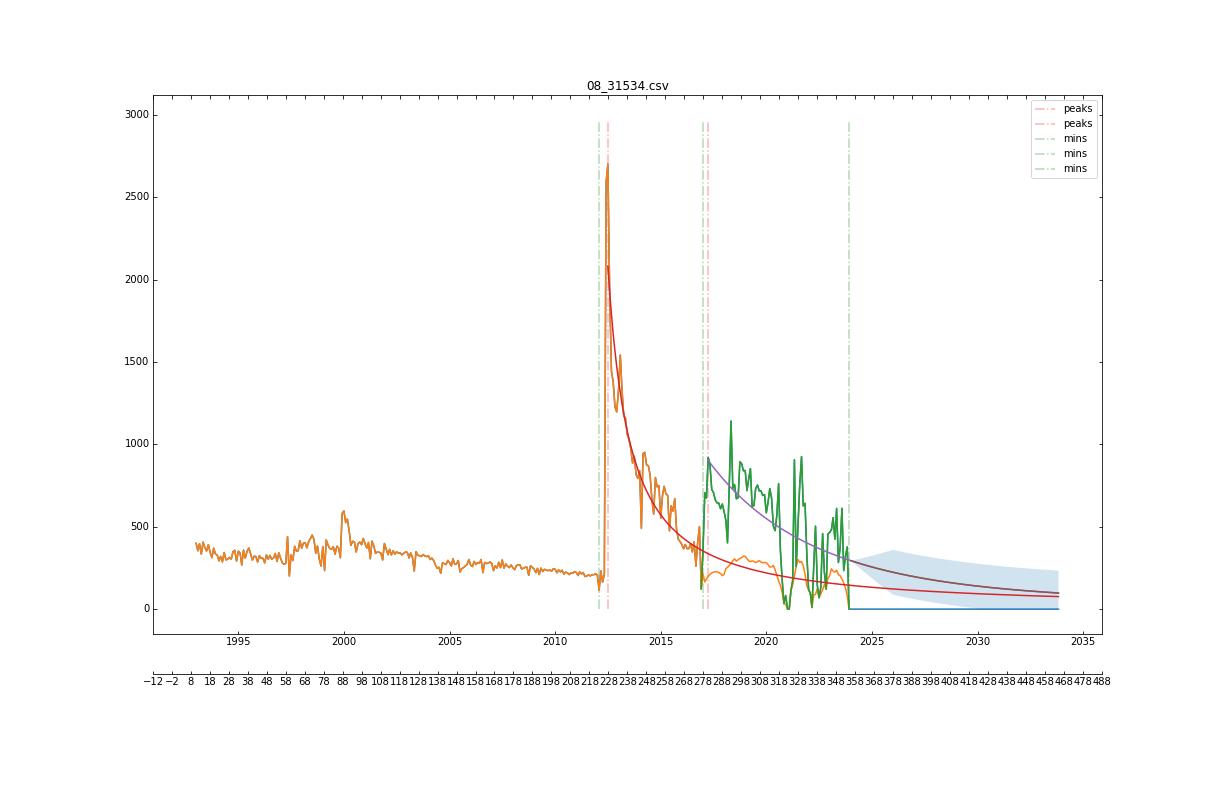 08_31534.csv
3000
2500
2000
1500
1000
500
0
peaks
peaks
mins
mins
mins
1995 2000 2005 2010 2015 2020 2025 2030 2035
−12 −2 8 18 28 38 48 58 68 78 88 98 108 118 128 138 148 158 168 178 188 198 208 218 228 238 248 258 268 278 288 298 308 318 328 338 348 358 368 378 388 398 408 418 428 438 448 458 468 478 488